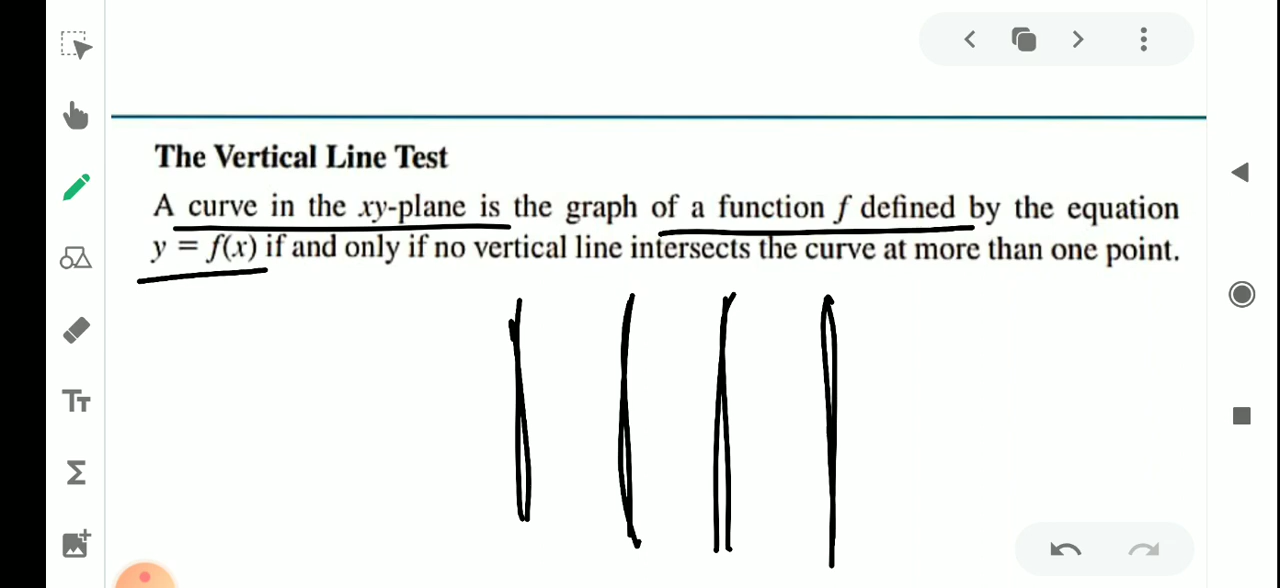 The Vertical Line Test
A curve in the xy-plane is the graph of a function f defined by the equation
y = f(x) if and only if no vertical line intersects the curve at more than one point.
Tт
Σ